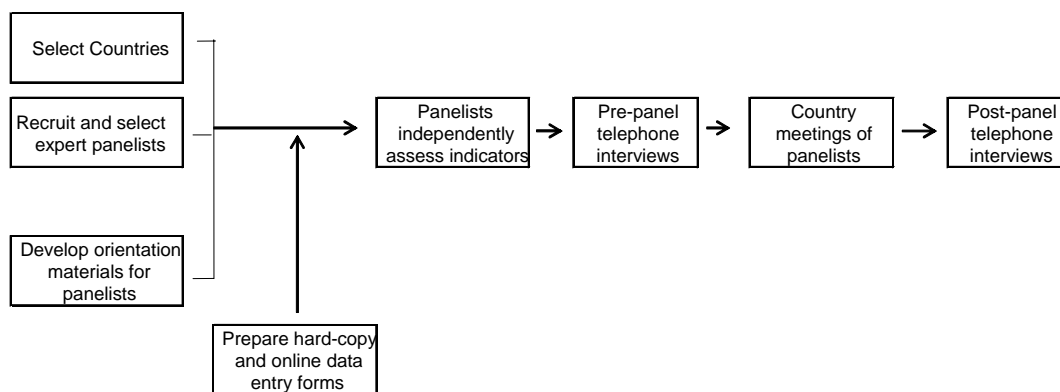 Select Countries
Recruit and select
expert panelists
Develop orientation
materials for
panelists
Prepare hard-copy
and online data
entry forms
Panelists
independently
assess indicators
Pre-panel
telephone
interviews
Country
meetings of
panelists
Post-panel
telephone
interviews